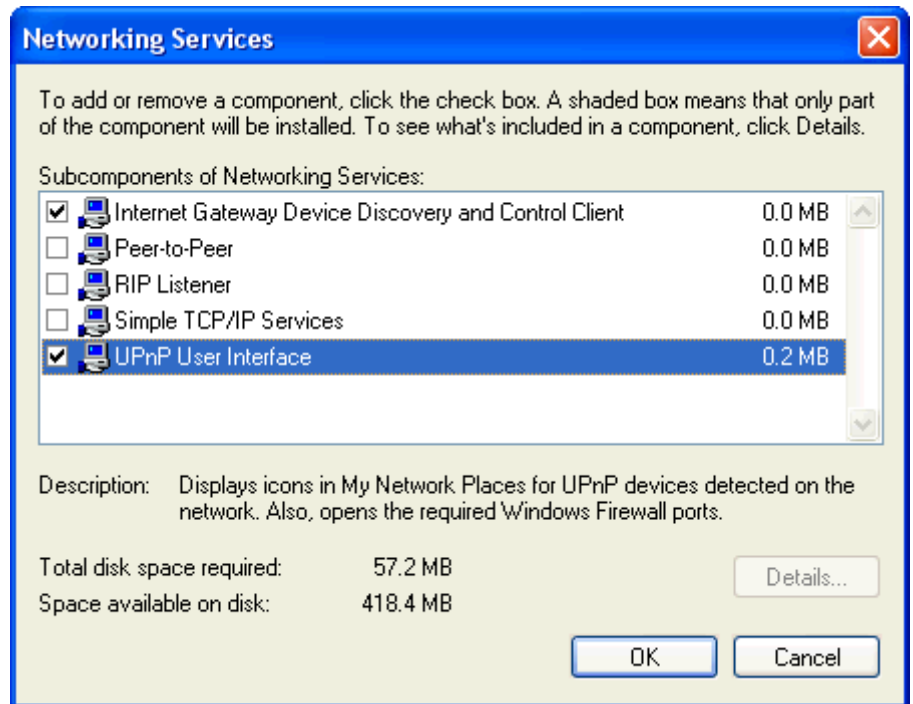 Networking Services
To add or remove a component, click the check box. A shaded box means that only part
of the component will be installed. To see what's included in a component, click Details.
Subcomponents of Networking Services:
Internet Gateway Device Discovery and Control Client 0.0 MB
Peer-to-Peer 0.0 MB
RIP Listener 0.0 MB
Simple TCP/IP Services 0.0 MB
UPnP User Interface 0.2 MB
Description: Displays icons in My Network Places for UPnP devices detected on the
network. Also, opens the required Windows Firewall ports.
Total disk space required: 57.2 MB
Space available on disk: 418.4 MB
Details...
OK Cancel